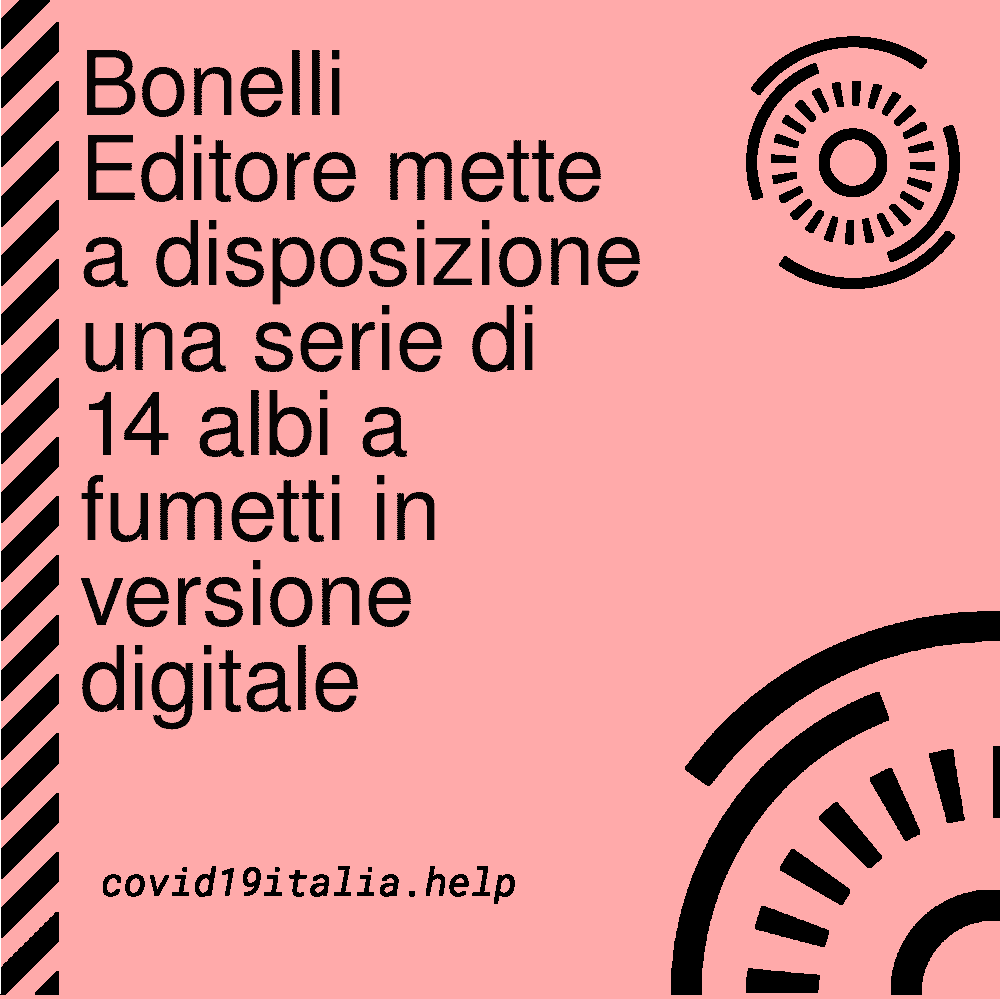 Bonelli
Editore mette
a disposizione
una serie di
14 albi a
fumetti in
versione
digitale
covid19italia.help